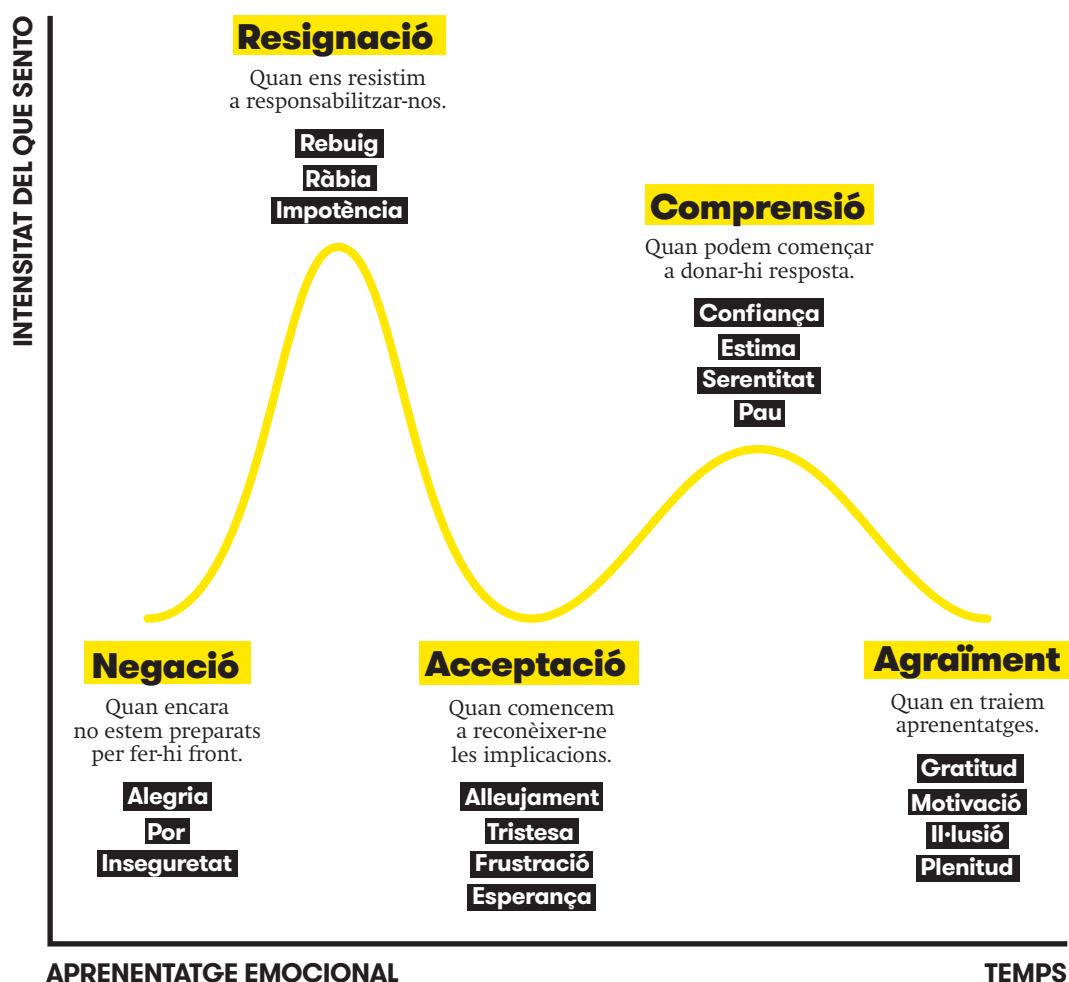 INTENSITAT DEL QUE SENTO
Resignació
Quan ens resistim
a responsabilitzar-nos.
Rebuig
Ràbia
Impotència
Comprensió
Quan podem començar
a donar-hi resposta.
Confiança
Estima
Serentitat
Pau
Negació
Quan encara
no estem preparats
per fer-hi front.
Alegria
Por
Inseguretat
Acceptació
Quan comencem
a reconèixer-ne
les implicacions.
Alleujament
Tristesa
Frustració
Esperança
Agraïment
Quan en traiem
aprenentatges.
Gratitud
Motivació
Il·lusió
Plenitud
APRENENTATGE EMOCIONAL
TEMPS